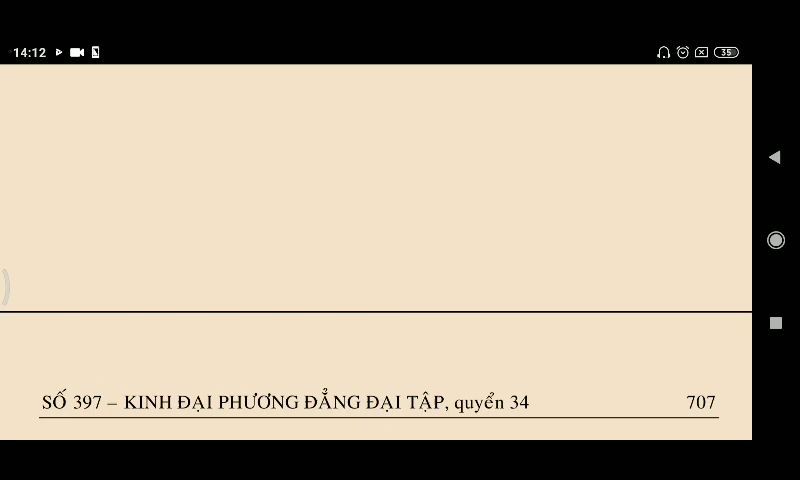 14:12
35
SỐ 397 – KINH ĐẠI PHƯƠNG ĐẲNG ĐẠI TẬP, quyển 34 707